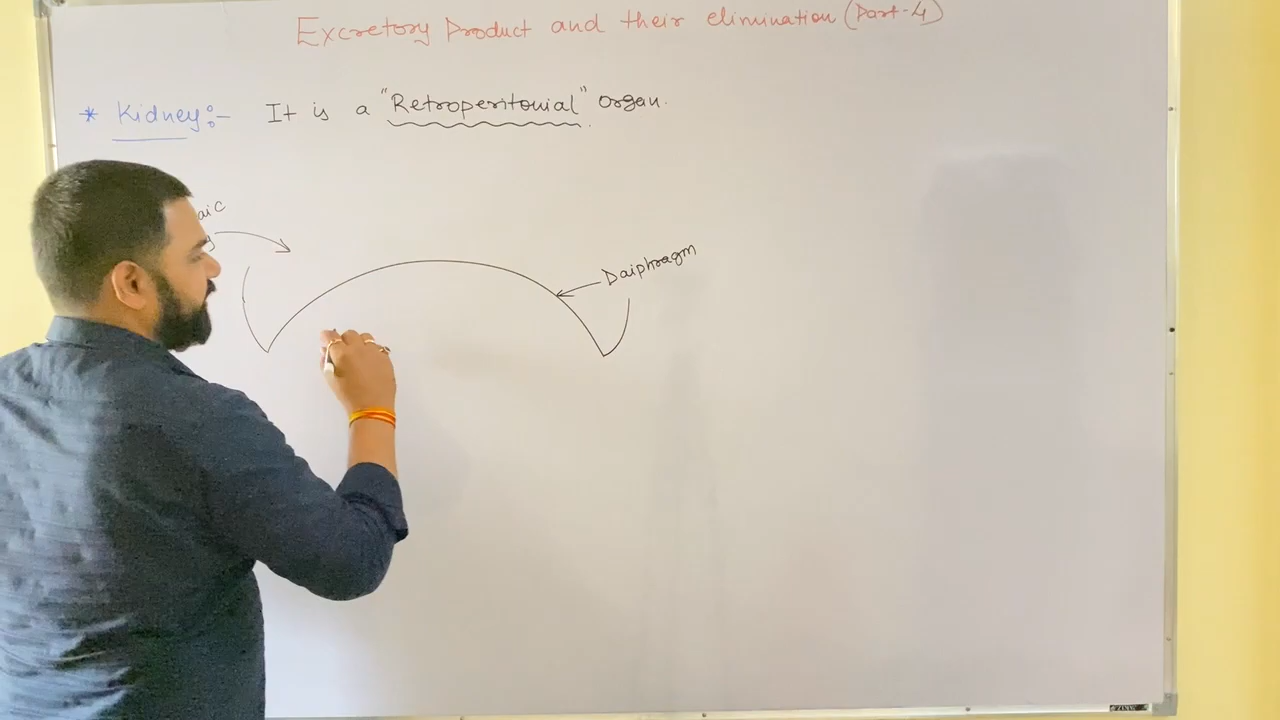 Excretory Product and their elimination (Part-4)
* Kidney:- It is a "Retroperitonial" organ.
Daiphragm